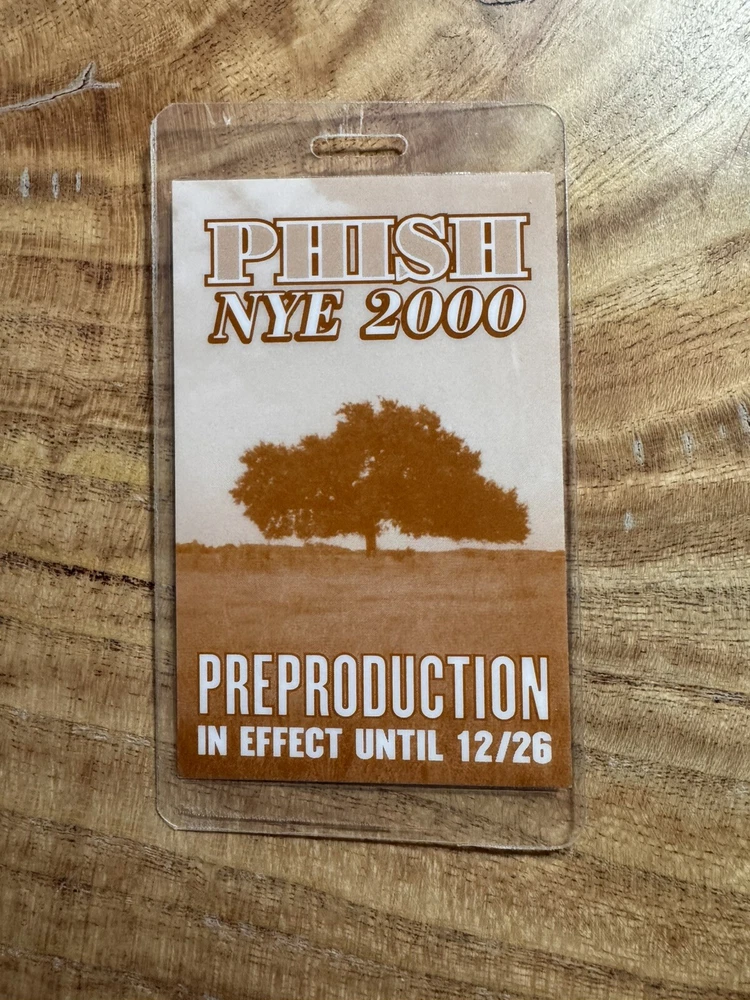 PHISH
NYE 2000
PREPRODUCTION
IN EFFECT UNTIL 12/26